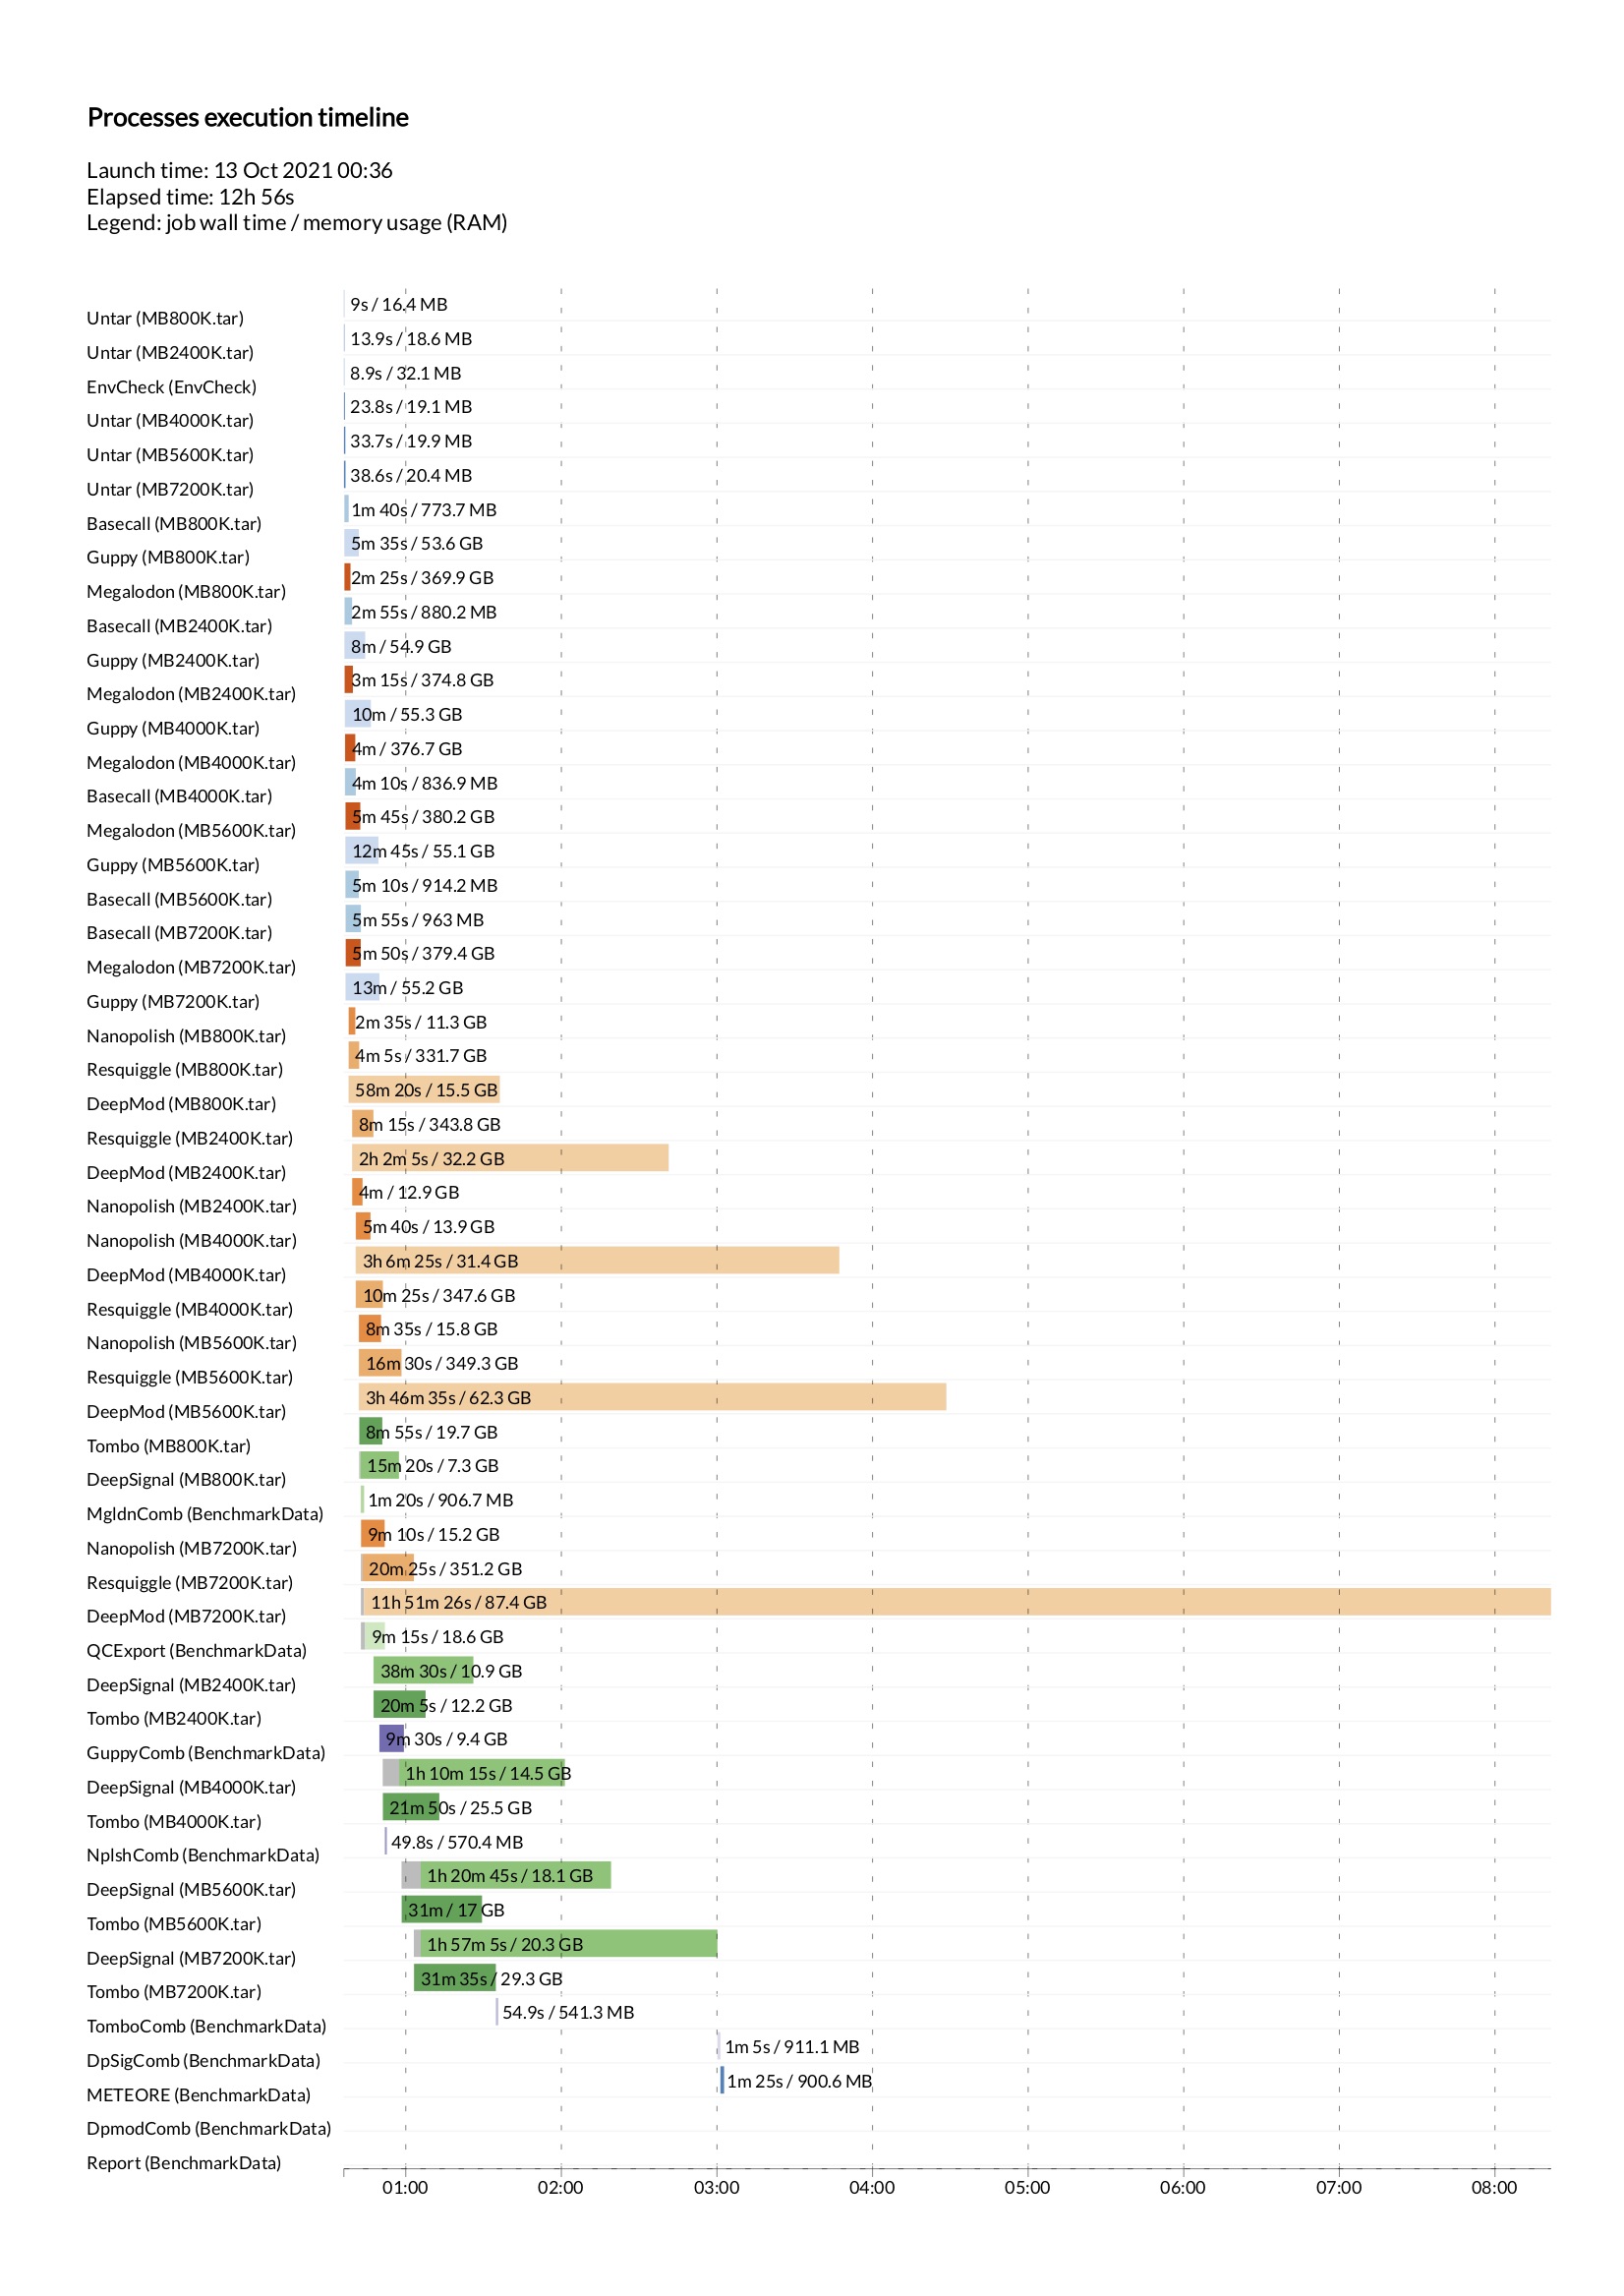 Processes execution timeline
Launch time: 13 Oct 2021 00:36
Elapsed time: 12h 56s
Legend: job wall time / memory usage (RAM)
9s / 16.4 MB
Untar (MB800K.tar)
13.9s / 18.6 MB
Untar (MB2400K.tar)
8.9s / 32.1 MB
EnvCheck (EnvCheck)
23.8s / 19.1 MB
Untar (MB4000K.tar)
33.7s / 19.9 MB
Untar (MB5600K.tar)
38.6s / 20.4 MB
Untar (MB7200K.tar)
1m 40s / 773.7 MB
Basecall (MB800K.tar)
5m 35s / 53.6 GB
Guppy (MB800K.tar)
2m 25s / 369.9 GB
Megalodon (MB800K.tar)
2m 55s / 880.2 MB
Basecall (MB2400K.tar)
8m / 54.9 GB
Guppy (MB2400K.tar)
3m 15s / 374.8 GB
Megalodon (MB2400K.tar)
10m / 55.3 GB
Guppy (MB4000K.tar)
4m / 376.7 GB
Megalodon (MB4000K.tar)
4m 10s / 836.9 MB
Basecall (MB4000K.tar)
5m 45s / 380.2 GB
Megalodon (MB5600K.tar)
12m 45s / 55.1 GB
Guppy (MB5600K.tar)
5m 10s / 914.2 MB
Basecall (MB5600K.tar)
5m 55s / 963 MB
Basecall (MB7200K.tar)
5m 50s / 379.4 GB
Megalodon (MB7200K.tar)
13m / 55.2 GB
Guppy (MB7200K.tar)
2m 35s / 11.3 GB
Nanopolish (MB800K.tar)
4m 5s / 331.7 GB
Resquiggle (MB800K.tar)
58m 20s / 15.5 GB
DeepMod (MB800K.tar)
8m 15s / 343.8 GB
Resquiggle (MB2400K.tar)
2h 2m 5s / 32.2 GB
DeepMod (MB2400K.tar)
4m / 12.9 GB
Nanopolish (MB2400K.tar)
5m 40s / 13.9 GB
Nanopolish (MB4000K.tar)
3h 6m 25s / 31.4 GB
DeepMod (MB4000K.tar)
10m 25s / 347.6 GB
Resquiggle (MB4000K.tar)
8m 35s / 15.8 GB
Nanopolish (MB5600K.tar)
16m 30s / 349.3 GB
Resquiggle (MB5600K.tar)
3h 46m 35s / 62.3 GB
DeepMod (MB5600K.tar)
8m 55s / 19.7 GB
Tombo (MB800K.tar)
15m 20s / 7.3 GB
DeepSignal (MB800K.tar)
1m 20s / 906.7 MB
MgldnComb (BenchmarkData)
9m 10s / 15.2 GB
Nanopolish (MB7200K.tar)
20m 25s / 351.2 GB
Resquiggle (MB7200K.tar)
11h 51m 26s / 87.4 GB
DeepMod (MB7200K.tar)
9m 15s / 18.6 GB
QCExport (BenchmarkData)
38m 30s / 10.9 GB
DeepSignal (MB2400K.tar)
20m 5s / 12.2 GB
Tombo (MB2400K.tar)
9m 30s / 9.4 GB
GuppyComb (BenchmarkData)
1h 10m 15s / 14.5 GB
DeepSignal (MB4000K.tar)
21m 50s / 25.5 GB
Tombo (MB4000K.tar)
49.8s / 570.4 MB
NplshComb (BenchmarkData)
1h 20m 45s / 18.1 GB
DeepSignal (MB5600K.tar)
31m / 17 GB
Tombo (MB5600K.tar)
1h 57m 5s / 20.3 GB
DeepSignal (MB7200K.tar)
31m 35s / 29.3 GB
Tombo (MB7200K.tar)
54.9s / 541.3 MB
TomboComb (BenchmarkData)
1m 5s / 911.1 MB
DpSigComb (BenchmarkData)
1m 25s / 900.6 MB
METEORE (BenchmarkData)
DpmodComb (BenchmarkData)
Report (BenchmarkData)
01:00 02:00 03:00 04:00 05:00 06:00 07:00 08:00